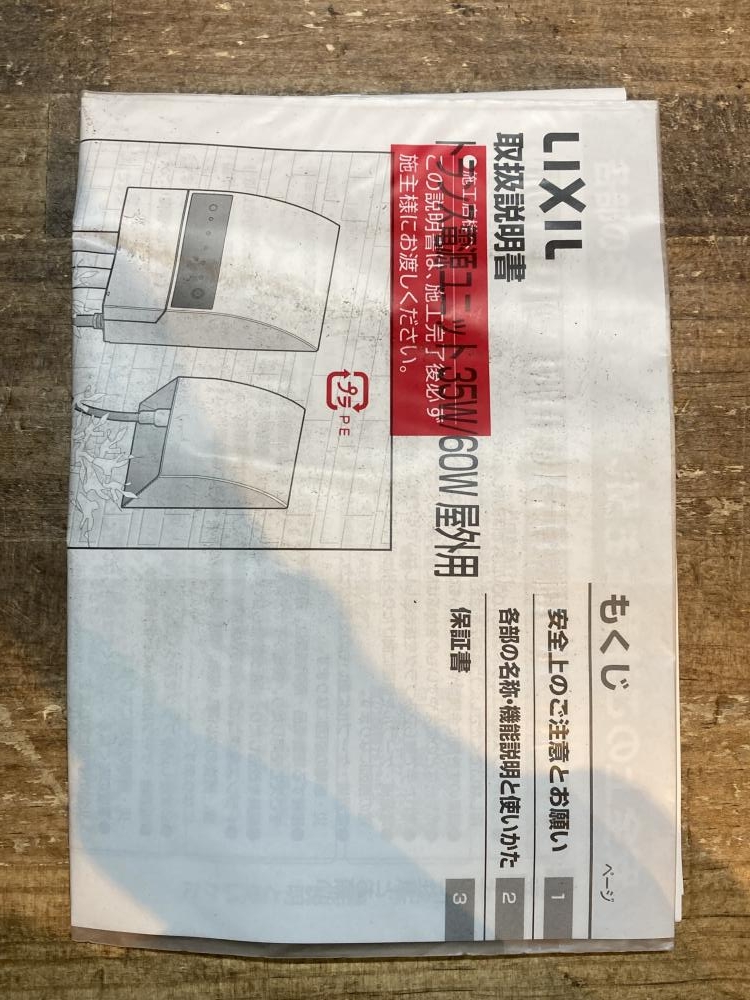 LIXIL
取扱説明書
トランス電源ユニット 35W/60W 屋外用
●施工店様
この説明書は、施工完了後必ず
施主様にお渡しください。
プラ
PE
もくじ
ページ
安全上のご注意とお願い 1
各部の名称・機能説明と使いかた 2
保証書 3